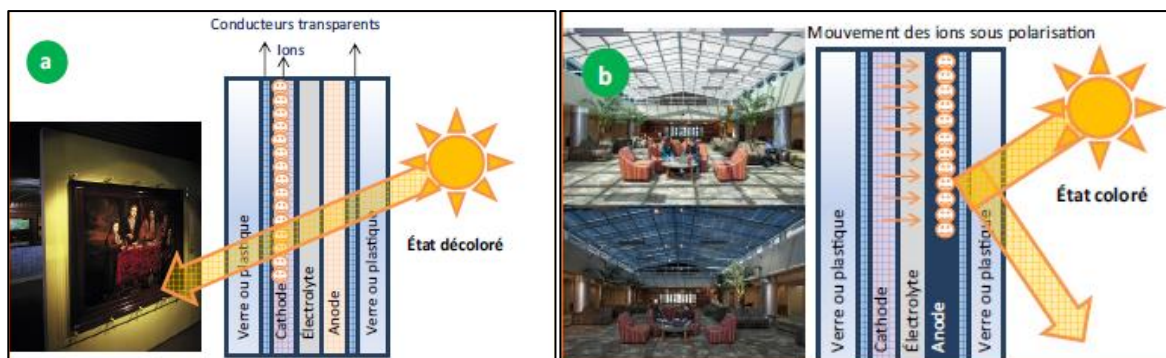 Conducteurs transparents
Ions
a
Verre ou plastique
Cathode
Électrolyte
Anode
Verre ou plastique
État décoloré
b
Mouvement des ions sous polarisation
Verre ou plastique
Cathode
Électrolyte
Anode
Verre ou plastique
État coloré